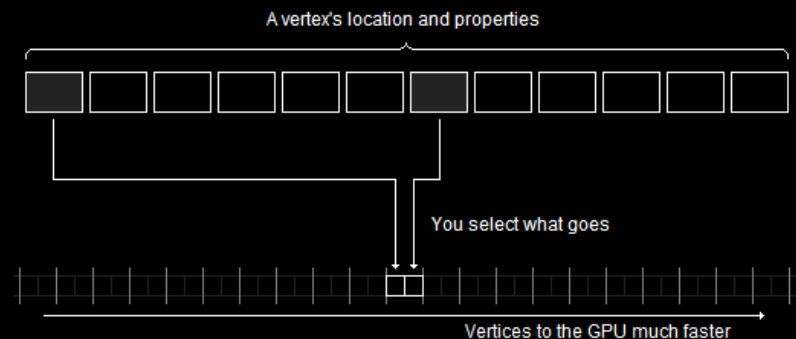 A vertex's location and properties
You select what goes
Vertices to the GPU much faster